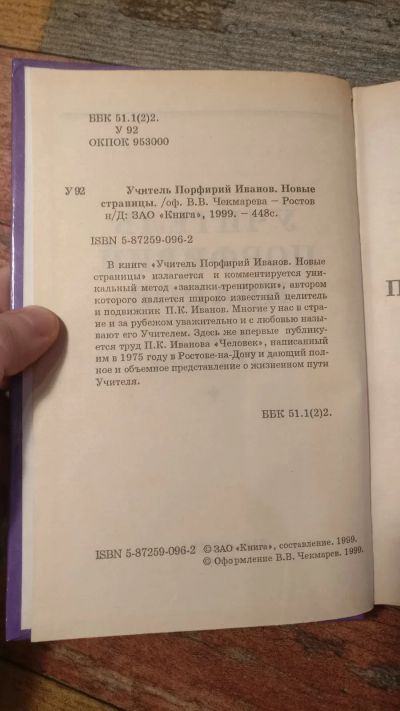 ББК 51.1(2)2.
У 92
ОКПОК 953000
У 92 Учитель Порфирий Иванов. Новые
страницы. /оф. В.В. Чекмарева – Ростов
н/Д: ЗАО «Книга», 1999. – 448с.
ISBN 5-87259-096-2
В книге «Учитель Порфирий Иванов. Новые
страницы» излагается и комментируется уни-
кальный метод «закалки-тренировки», автором
которого является широко известный целитель
и подвижник П.К. Иванов. Многие у нас в стра-
не и за рубежом уважительно и с любовью назы-
вают его Учителем. Здесь же впервые публику-
ется труд П.К. Иванова «Человек», написанный
им в 1975 году в Ростове-на-Дону и дающий пол-
ное и объемное представление о жизненном пути
Учителя.
ББК 51.1(2)2.
ISBN 5-87259-096-2 © ЗАО «Книга», составление. 1999.
© Оформление В.В. Чекмарев. 1999.
П